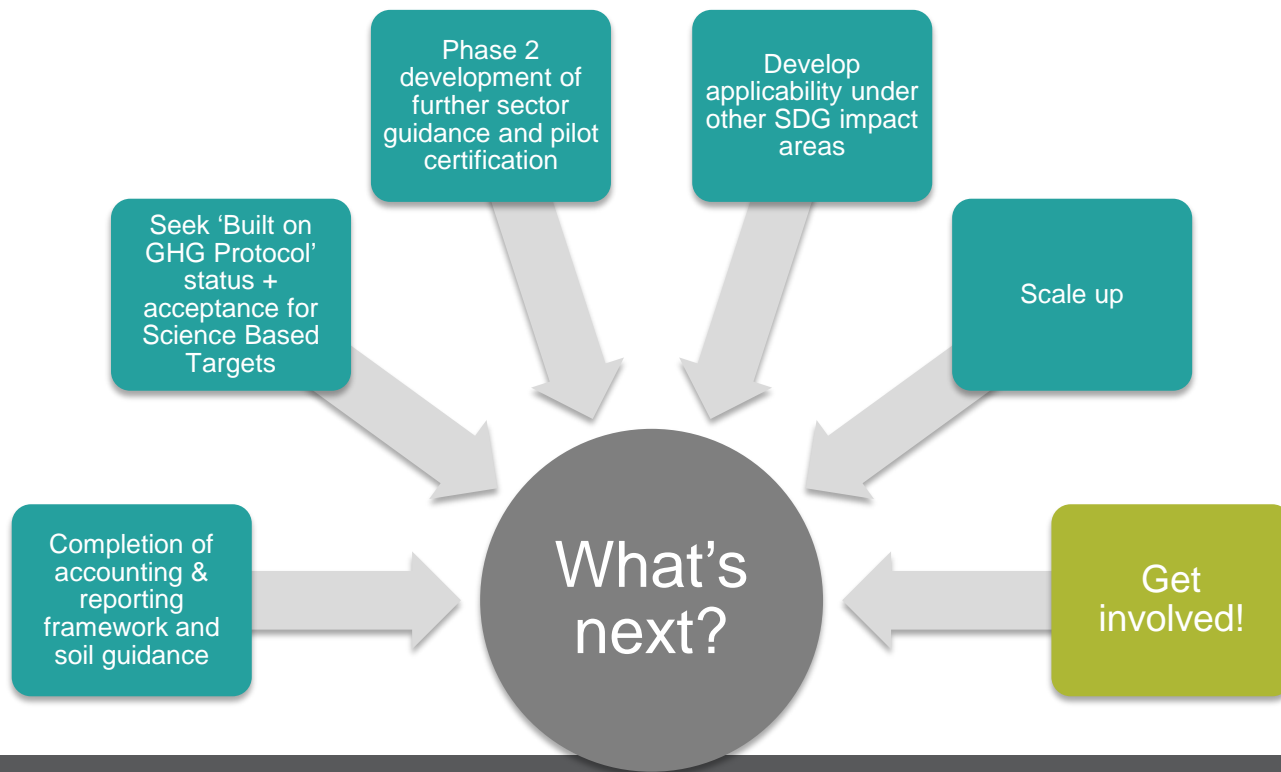 Completion of
accounting &
reporting
framework and
soil guidance
Seek ‘Built on
GHG Protocol’
status +
acceptance for
Science Based
Targets
Phase 2
development of
further sector
guidance and pilot
certification
Develop
applicability under
other SDG impact
areas
Scale up
Get
involved!
What’s
next?